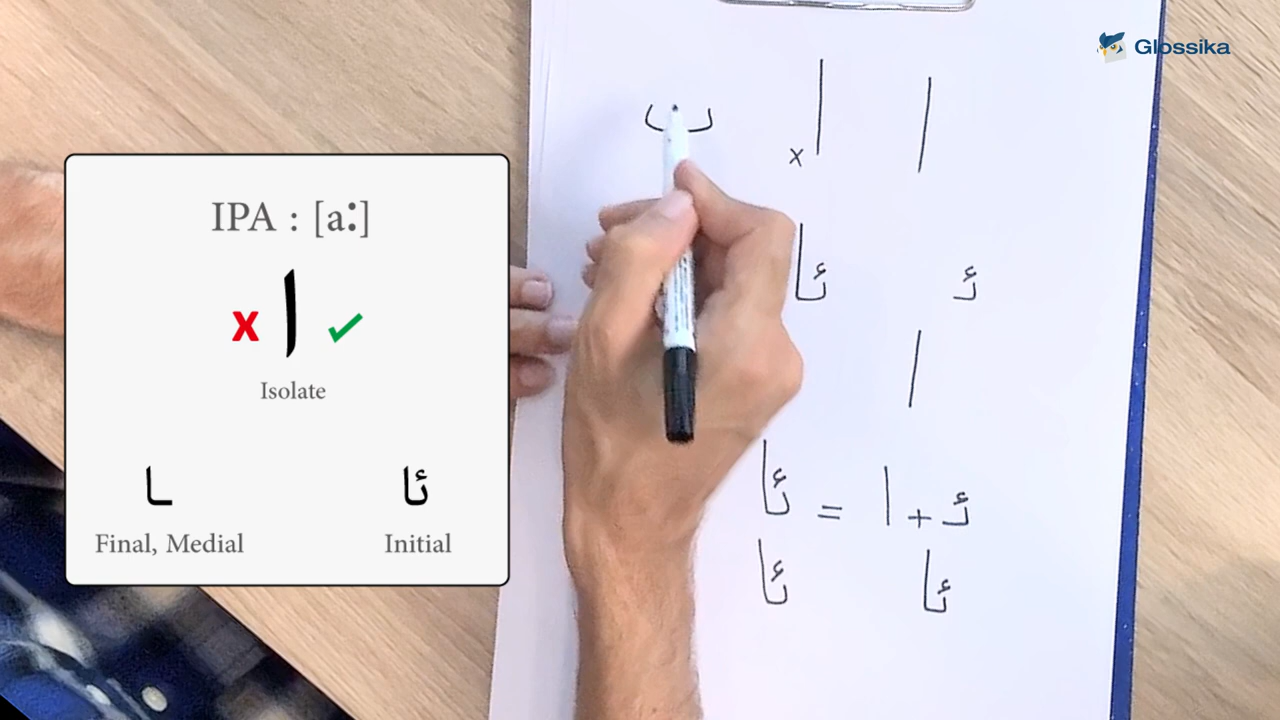 Glossika
IPA : [aː]
x ا ✓
Isolate
ـا
ئا
Final, Medial
Initial
ا ا x
ئـ ئا
ا
ئـ + ا = ئا
ئا ئا